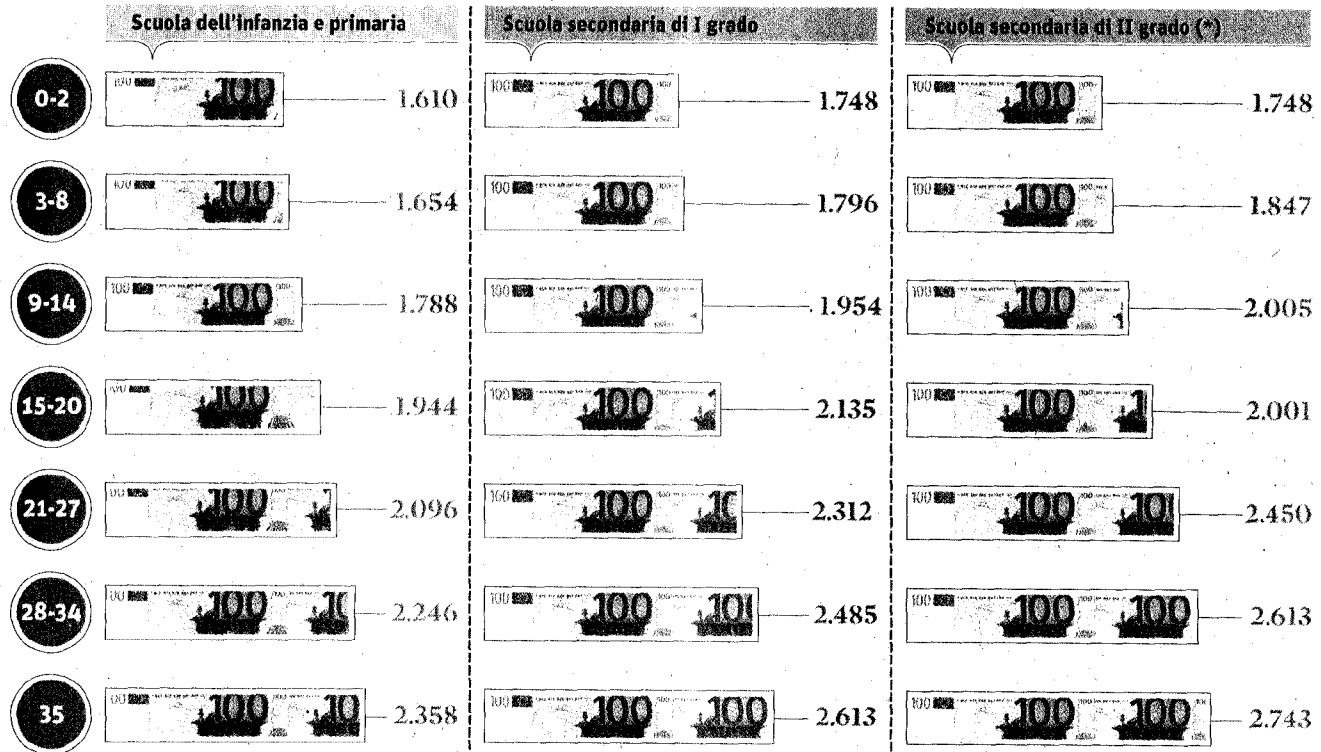 Scuola dell'infanzia e primaria Scuola secondaria di I grado Scuola secondaria di II grado (*)
0-2 1.610 1.748 1.748
3-8 1.654 1.796 1.847
9-14 1.788 1.954 2.005
15-20 1.944 2.135 2.001
21-27 2.096 2.312 2.450
28-34 2.246 2.485 2.613
35 2.358 2.613 2.743